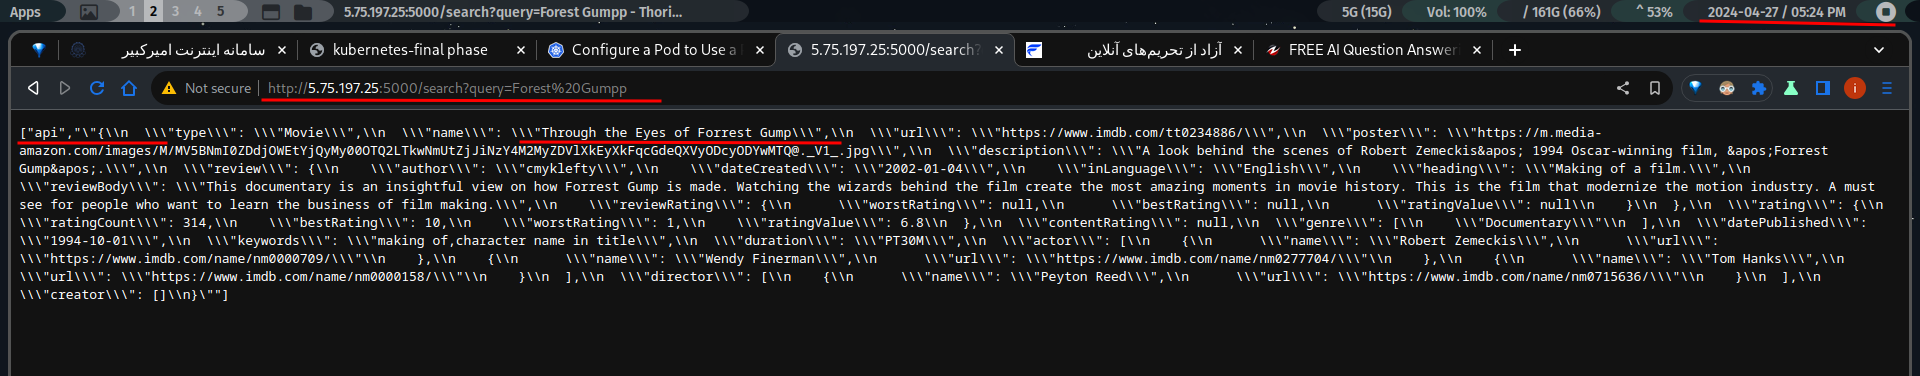 Apps 1 2 3 4 5 5.75.197.25:5000/search?query=Forest Gumpp - Thori... 5G (15G) Vol: 100% / 161G (66%) ^ 53% 2024-04-27 / 05:24 PM
سامانه اینترنت امیرکبیر kubernetes-final phase Configure a Pod to Use a 5.75.197.25:5000/search? آزاد از تحریم‌های آنلاین FREE AI Question Answeri
Not secure http://5.75.197.25:5000/search?query=Forest%20Gumpp i
["api","\"{\\n  \\\"type\\\": \\\"Movie\\\",\\n  \\\"name\\\": \\\"Through the Eyes of Forrest Gump\\\",\\n  \\\"url\\\": \\\"https://www.imdb.com/tt0234886/\\\",\\n  \\\"poster\\\": \\\"https://m.media-
amazon.com/images/M/MV5BNmI0ZDdjOWEtYjQyMy00OTQ2LTkwNmUtZjJiNzY4M2MyZDVlXkEyXkFqcGdeQXVyODcyODYwMTQ@._V1_.jpg\\\",\\n  \\\"description\\\": \\\"A look behind the scenes of Robert Zemeckis&apos; 1994 Oscar-winning film, &apos;Forrest
Gump&apos;.\\\",\\n  \\\"review\\\": {\\n    \\\"author\\\": \\\"cmyklefty\\\",\\n    \\\"dateCreated\\\": \\\"2002-01-04\\\",\\n    \\\"inLanguage\\\": \\\"English\\\",\\n    \\\"heading\\\": \\\"Making of a film.\\\",\\n
\\\"reviewBody\\\": \\\"This documentary is an insightful view on how Forrest Gump is made. Watching the wizards behind the film create the most amazing moments in movie history. This is the film that modernize the motion industry. A must
see for people who want to learn the business of film making.\\\",\\n    \\\"reviewRating\\\": {\\n      \\\"worstRating\\\": null,\\n      \\\"bestRating\\\": null,\\n      \\\"ratingValue\\\": null\\n    }\\n  },\\n  \\\"rating\\\": {\\n
\\\"ratingCount\\\": 314,\\n    \\\"bestRating\\\": 10,\\n    \\\"worstRating\\\": 1,\\n    \\\"ratingValue\\\": 6.8\\n  },\\n  \\\"contentRating\\\": null,\\n  \\\"genre\\\": [\\n    \\\"Documentary\\\"\\n  ],\\n  \\\"datePublished\\\":
\\\"1994-10-01\\\",\\n  \\\"keywords\\\": \\\"making of,character name in title\\\",\\n  \\\"duration\\\": \\\"PT30M\\\",\\n  \\\"actor\\\": [\\n    {\\n      \\\"name\\\": \\\"Robert Zemeckis\\\",\\n      \\\"url\\\":
\\\"https://www.imdb.com/name/nm0000709/\\\"\\n    },\\n    {\\n      \\\"name\\\": \\\"Wendy Finerman\\\",\\n      \\\"url\\\": \\\"https://www.imdb.com/name/nm0277704/\\\"\\n    },\\n    {\\n      \\\"name\\\": \\\"Tom Hanks\\\",\\n
\\\"url\\\": \\\"https://www.imdb.com/name/nm0000158/\\\"\\n    }\\n  ],\\n  \\\"director\\\": [\\n    {\\n      \\\"name\\\": \\\"Peyton Reed\\\",\\n      \\\"url\\\": \\\"https://www.imdb.com/name/nm0715636/\\\"\\n    }\\n  ],\\n
\\\"creator\\\": []\\n}\""]